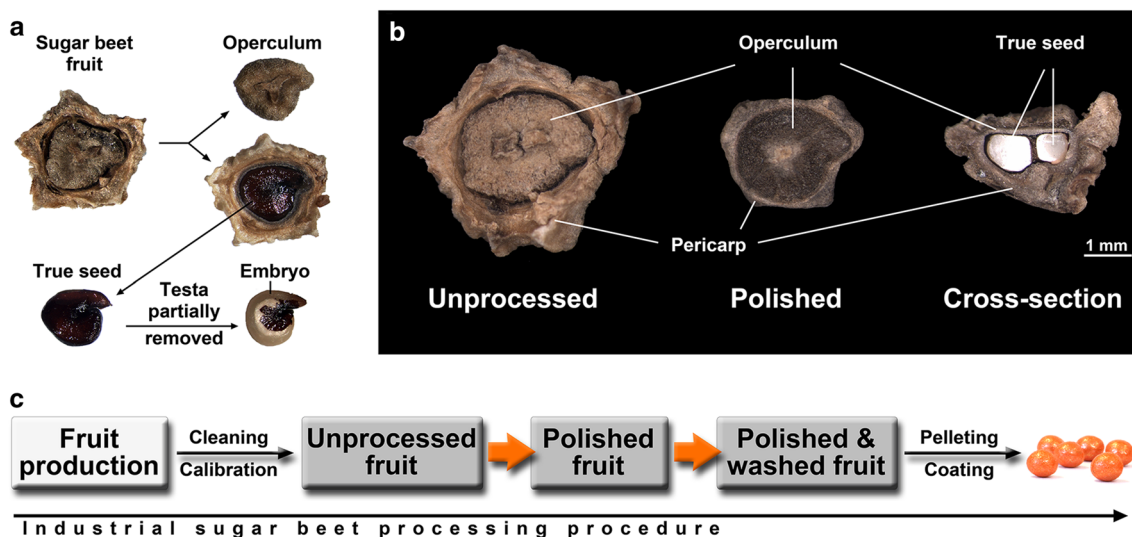 a
Sugar beet
fruit
Operculum
True seed
Testa
partially
removed
Embryo
b
Operculum
True seed
Pericarp
1 mm
Unprocessed
Polished
Cross-section
c
Fruit
production
Cleaning
Calibration
Unprocessed
fruit
Polished
fruit
Polished &
washed fruit
Pelleting
Coating
Industrial sugar beet processing procedure